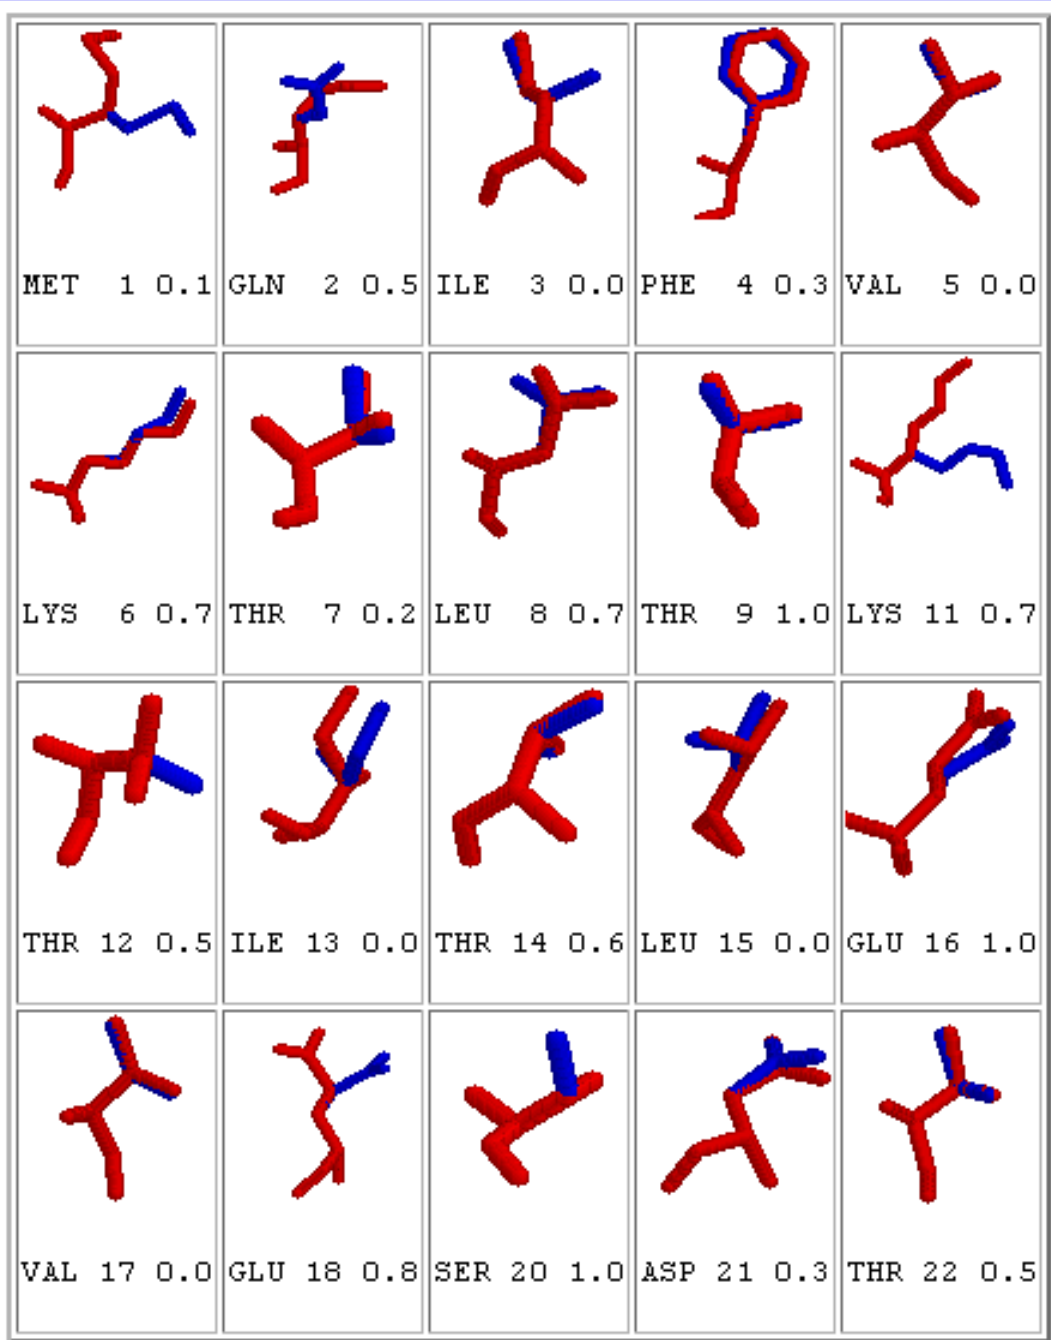 MET 1 0.1 GLN 2 0.5 ILE 3 0.0 PHE 4 0.3 VAL 5 0.0
LYS 6 0.7 THR 7 0.2 LEU 8 0.7 THR 9 1.0 LYS 11 0.7
THR 12 0.5 ILE 13 0.0 THR 14 0.6 LEU 15 0.0 GLU 16 1.0
VAL 17 0.0 GLU 18 0.8 SER 20 1.0 ASP 21 0.3 THR 22 0.5